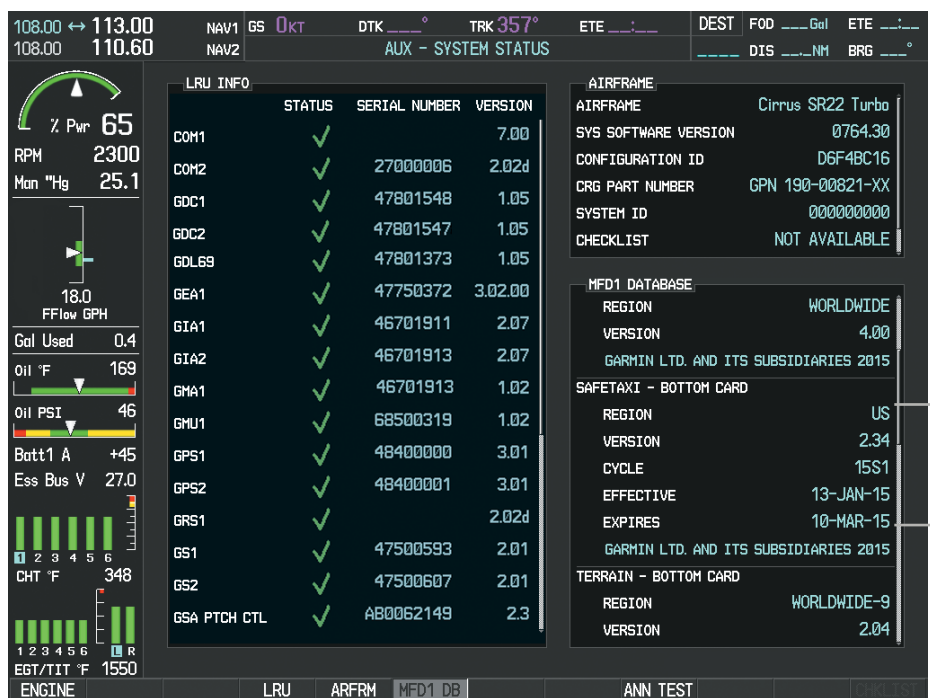 108.00 ↔ 113.00 NAV1 GS 0KT DTK ___° TRK 357° ETE __:__ DEST FOD ___Gal ETE __:__
108.00 110.60 NAV2 AUX - SYSTEM STATUS ____ DIS __._NM BRG ___°
% Pwr 65
RPM 2300
Man "Hg 25.1
18.0
FFlow GPH
Gal Used 0.4
Oil °F 169
Oil PSI 46
Batt1 A +45
Ess Bus V 27.0
1 2 3 4 5 6
CHT °F 348
1 2 3 4 5 6 L R
EGT/TIT °F 1550
LRU INFO
STATUS SERIAL NUMBER VERSION
COM1 ✓ 7.00
COM2 ✓ 27000006 2.02d
GDC1 ✓ 47801548 1.05
GDC2 ✓ 47801547 1.05
GDL69 ✓ 47801373 1.05
GEA1 ✓ 47750372 3.02.00
GIA1 ✓ 46701911 2.07
GIA2 ✓ 46701913 2.07
GMA1 ✓ 46701913 1.02
GMU1 ✓ 68500319 1.02
GPS1 ✓ 48400000 3.01
GPS2 ✓ 48400001 3.01
GRS1 ✓ 2.02d
GS1 ✓ 47500593 2.01
GS2 ✓ 47500607 2.01
GSA PTCH CTL ✓ AB0062149 2.3
AIRFRAME
AIRFRAME Cirrus SR22 Turbo
SYS SOFTWARE VERSION 0764.30
CONFIGURATION ID D6F4BC16
CRG PART NUMBER GPN 190-00821-XX
SYSTEM ID 000000000
CHECKLIST NOT AVAILABLE
MFD1 DATABASE
REGION WORLDWIDE
VERSION 4.00
GARMIN LTD. AND ITS SUBSIDIARIES 2015
SAFETAXI - BOTTOM CARD
REGION US
VERSION 2.34
CYCLE 15S1
EFFECTIVE 13-JAN-15
EXPIRES 10-MAR-15
GARMIN LTD. AND ITS SUBSIDIARIES 2015
TERRAIN - BOTTOM CARD
REGION WORLDWIDE-9
VERSION 2.04
ENGINE LRU ARFRM MFD1 DB ANN TEST CHKLIST